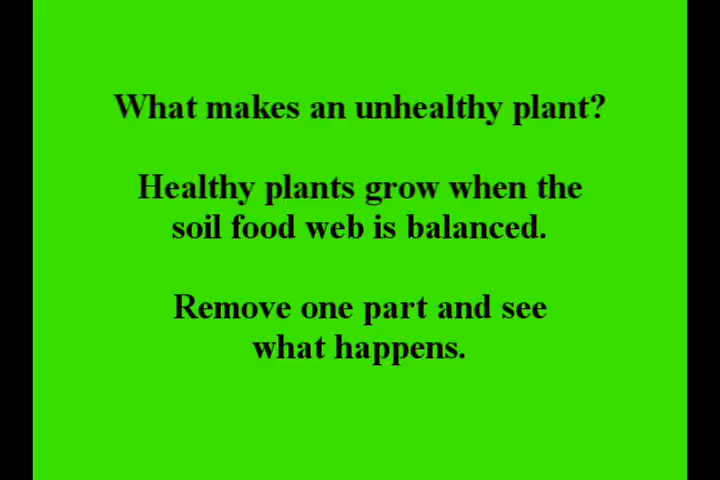 What makes an unhealthy plant?
Healthy plants grow when the
soil food web is balanced.
Remove one part and see
what happens.